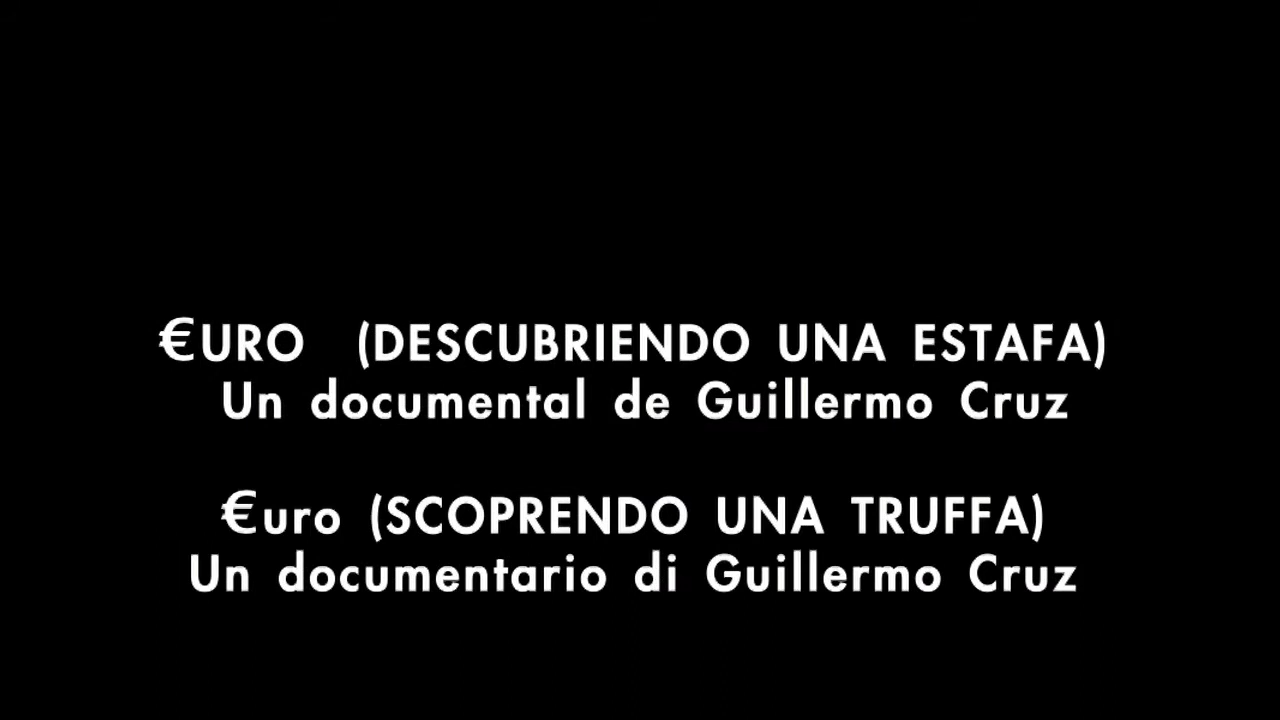 €URO (DESCUBRIENDO UNA ESTAFA)
Un documental de Guillermo Cruz
€uro (SCOPRENDO UNA TRUFFA)
Un documentario di Guillermo Cruz